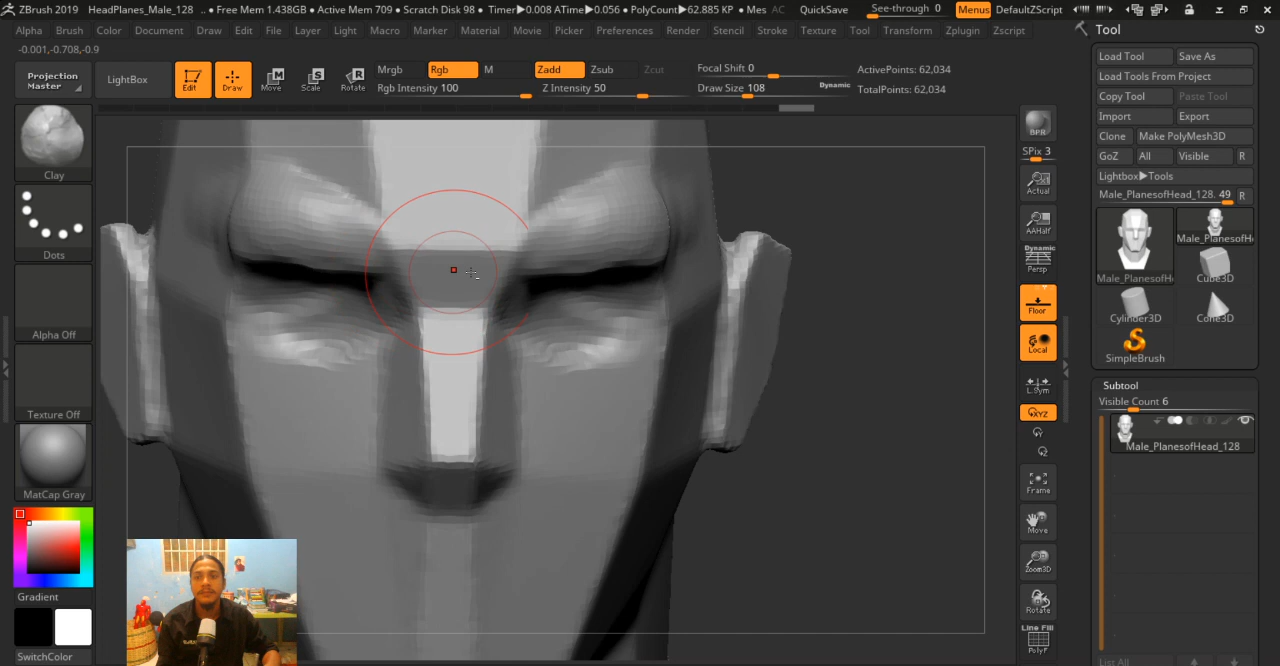 ZBrush 2019 HeadPlanes_Male_128 .. • Free Mem 1.438GB • Active Mem 709 • Scratch Disk 98 • Timer▶0.008 ATime▶0.056 • PolyCount▶62.885 KP • Mes AC QuickSave See-through 0 Menus DefaultZScript
Alpha Brush Color Document Draw Edit File Layer Light Macro Marker Material Movie Picker Preferences Render Stencil Stroke Texture Tool Transform Zplugin Zscript
-0.001,-0.708,-0.9
Projection Master
LightBox
Edit
Draw
Move
Scale
Rotate
Mrgb Rgb M Zadd Zsub Zcut
Rgb Intensity 100 Z Intensity 50
Focal Shift 0
Draw Size 108 Dynamic
ActivePoints: 62,034
TotalPoints: 62,034
Clay
Dots
Alpha Off
Texture Off
MatCap Gray
Gradient
SwitchColor
BPR
SPix 3
Actual
AAHalf
Dynamic
Persp
Floor
Local
L.Sym
XYZ
Frame
Move
Zoom3D
Rotate
Line Fill
PolyF
Tool
Load Tool Save As
Load Tools From Project
Copy Tool Paste Tool
Import Export
Clone Make PolyMesh3D
GoZ All Visible R
Lightbox▶Tools
Male_PlanesofHead_128. 49 R
Male_PlanesofH
Male_PlanesofH
Cube3D
Cylinder3D
Cone3D
SimpleBrush
Subtool
Visible Count 6
Male_PlanesofHead_128
List All